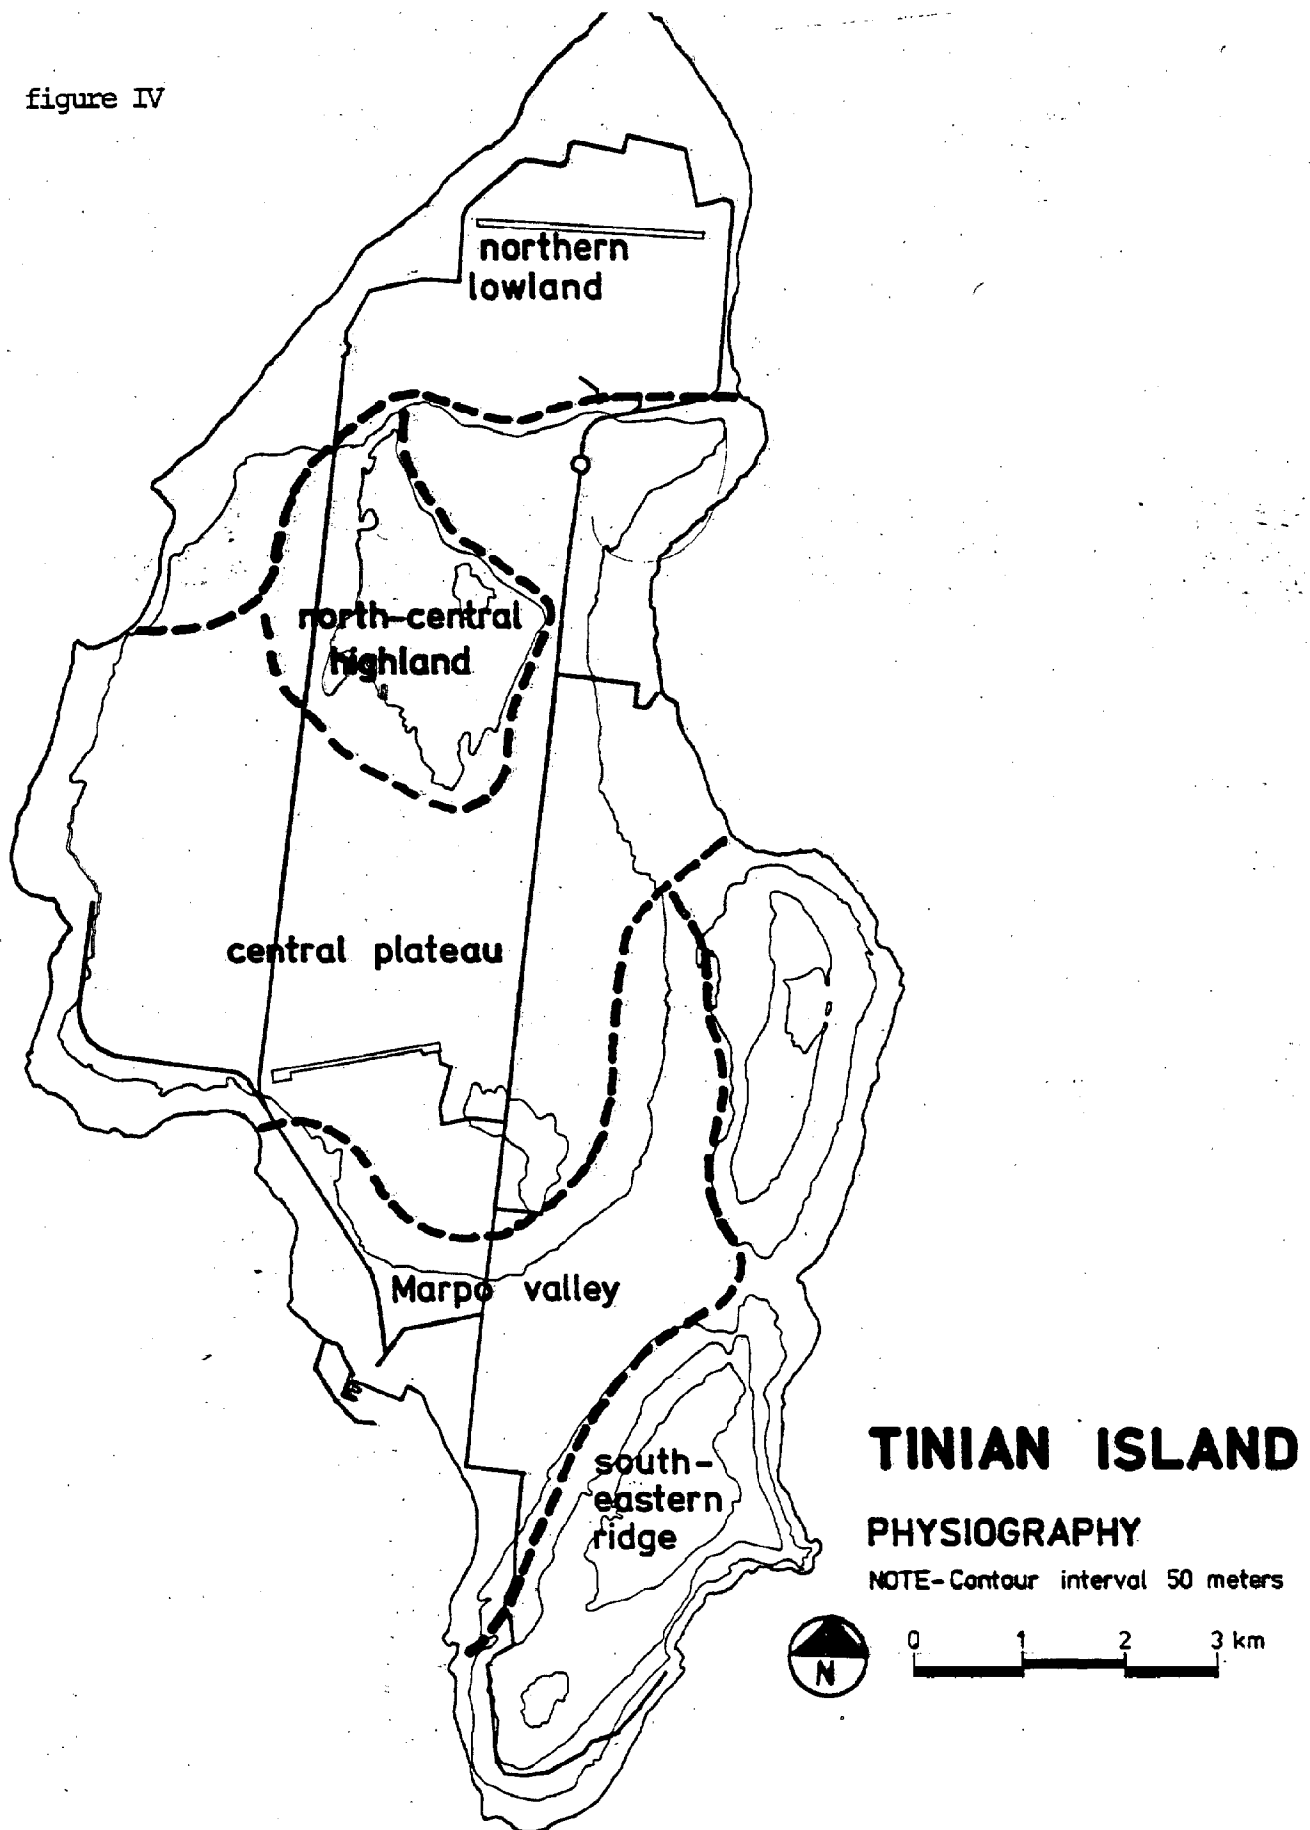 figure IV
northern
lowland
north-central
highland
central plateau
Marpo valley
south-
eastern
ridge
TINIAN ISLAND
PHYSIOGRAPHY
NOTE-Contour interval 50 meters
N
0 1 2 3 km